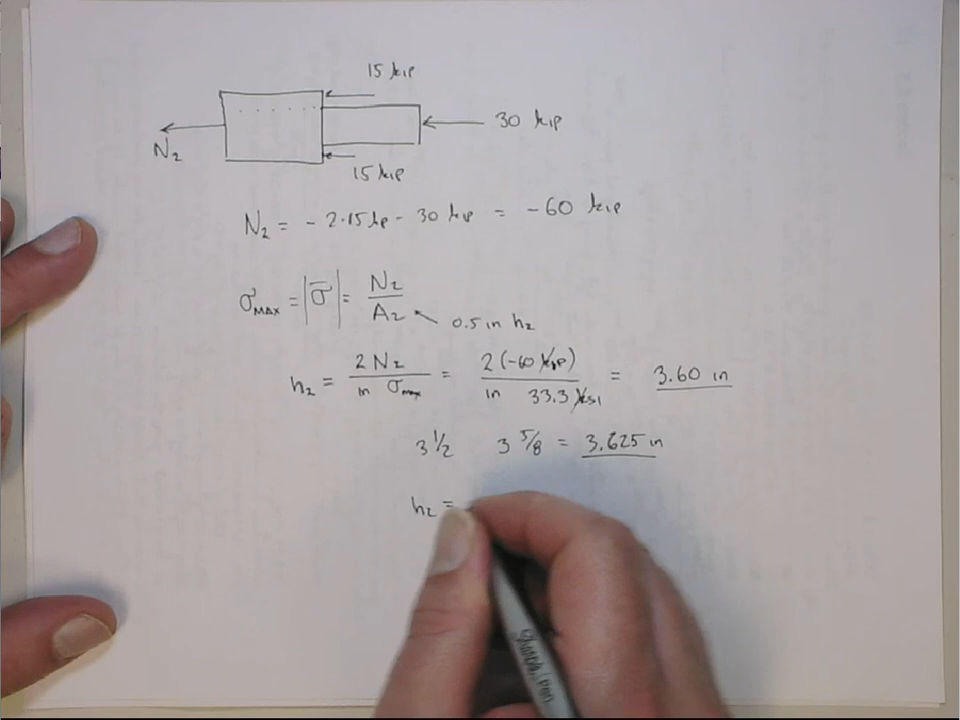 15 kip
30 kip
N₂
15 kip
N₂ = - 2·15 kip - 30 kip = -60 kip
σMAX = |σ̅| = N₂/A₂ 0.5 in h₂
h₂ = 2 N₂/in σmax = 2 (-60 kip)/in 33.3 ksi = 3.60 in
3 1/2 3 5/8 = 3.625 in
h₂ =
Sharpie Pen